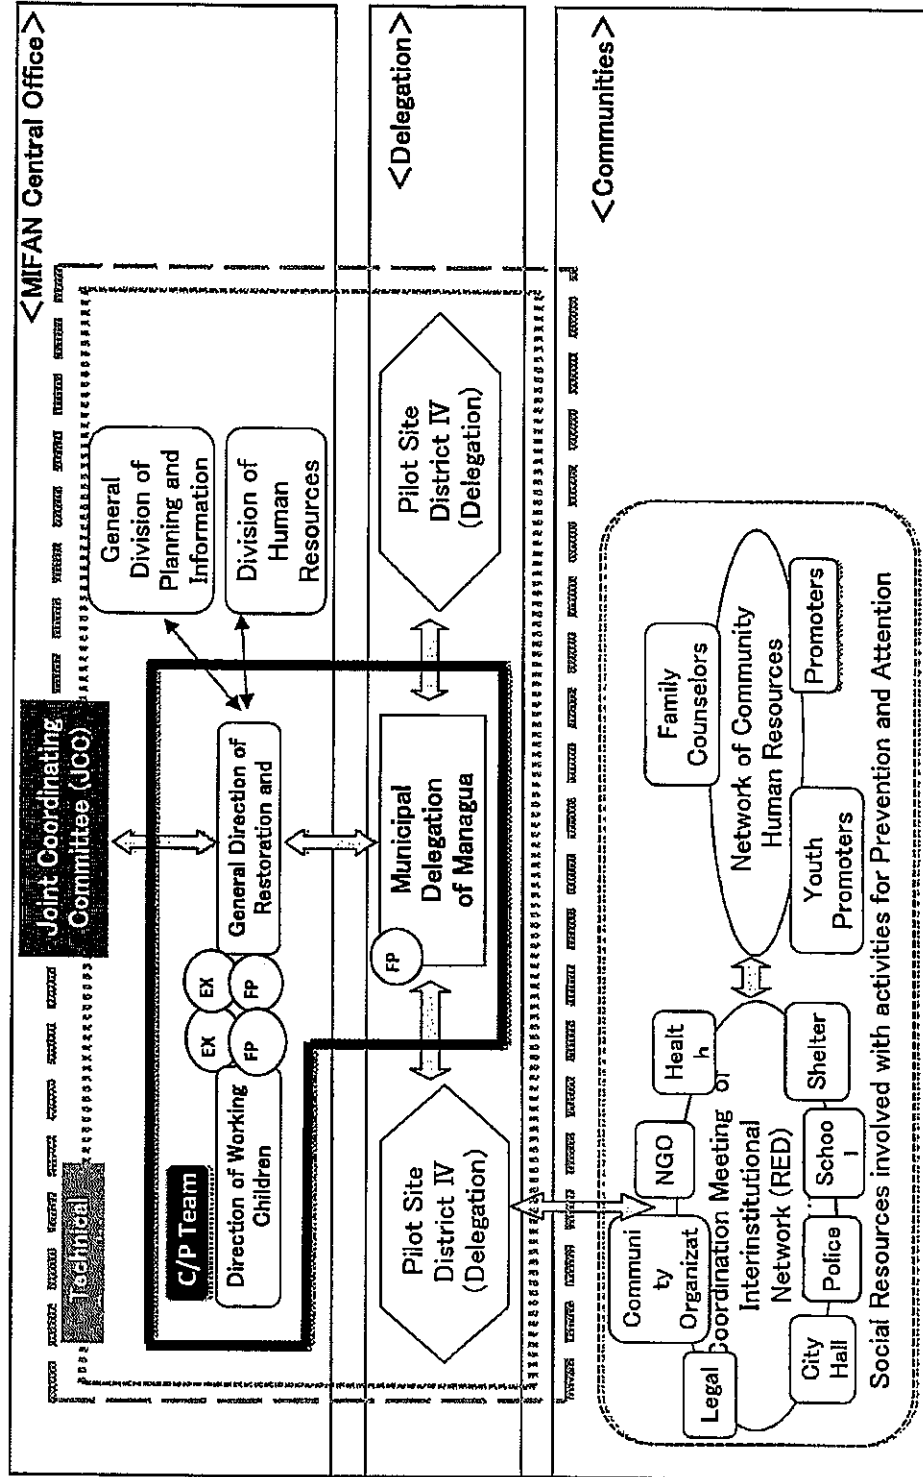 <MIFAN Central Office>
Joint Coordinating
Committee (JCC)
Technical
General
Division of
Planning and
Information
Division of
Human
Resources
C/P Team
Direction of Working
Children
EX
EX
FP
FP
General Direction of
Restoration and
<Delegation>
Pilot Site
District IV
(Delegation)
FP
Municipal
Delegation
of Managua
Pilot Site
District IV
(Delegation)
<Communities>
Legal
Communi
ty
Organizat
NGO
Healt
h
Coordination Meeting of
Interinstitutional
Network (RED)
City
Hall
Police
Schoo
l
Shelter
Family
Counselors
Network of Community
Human Resources
Youth
Promoters
Promoters
Social Resources involved with activities for Prevention and Attention